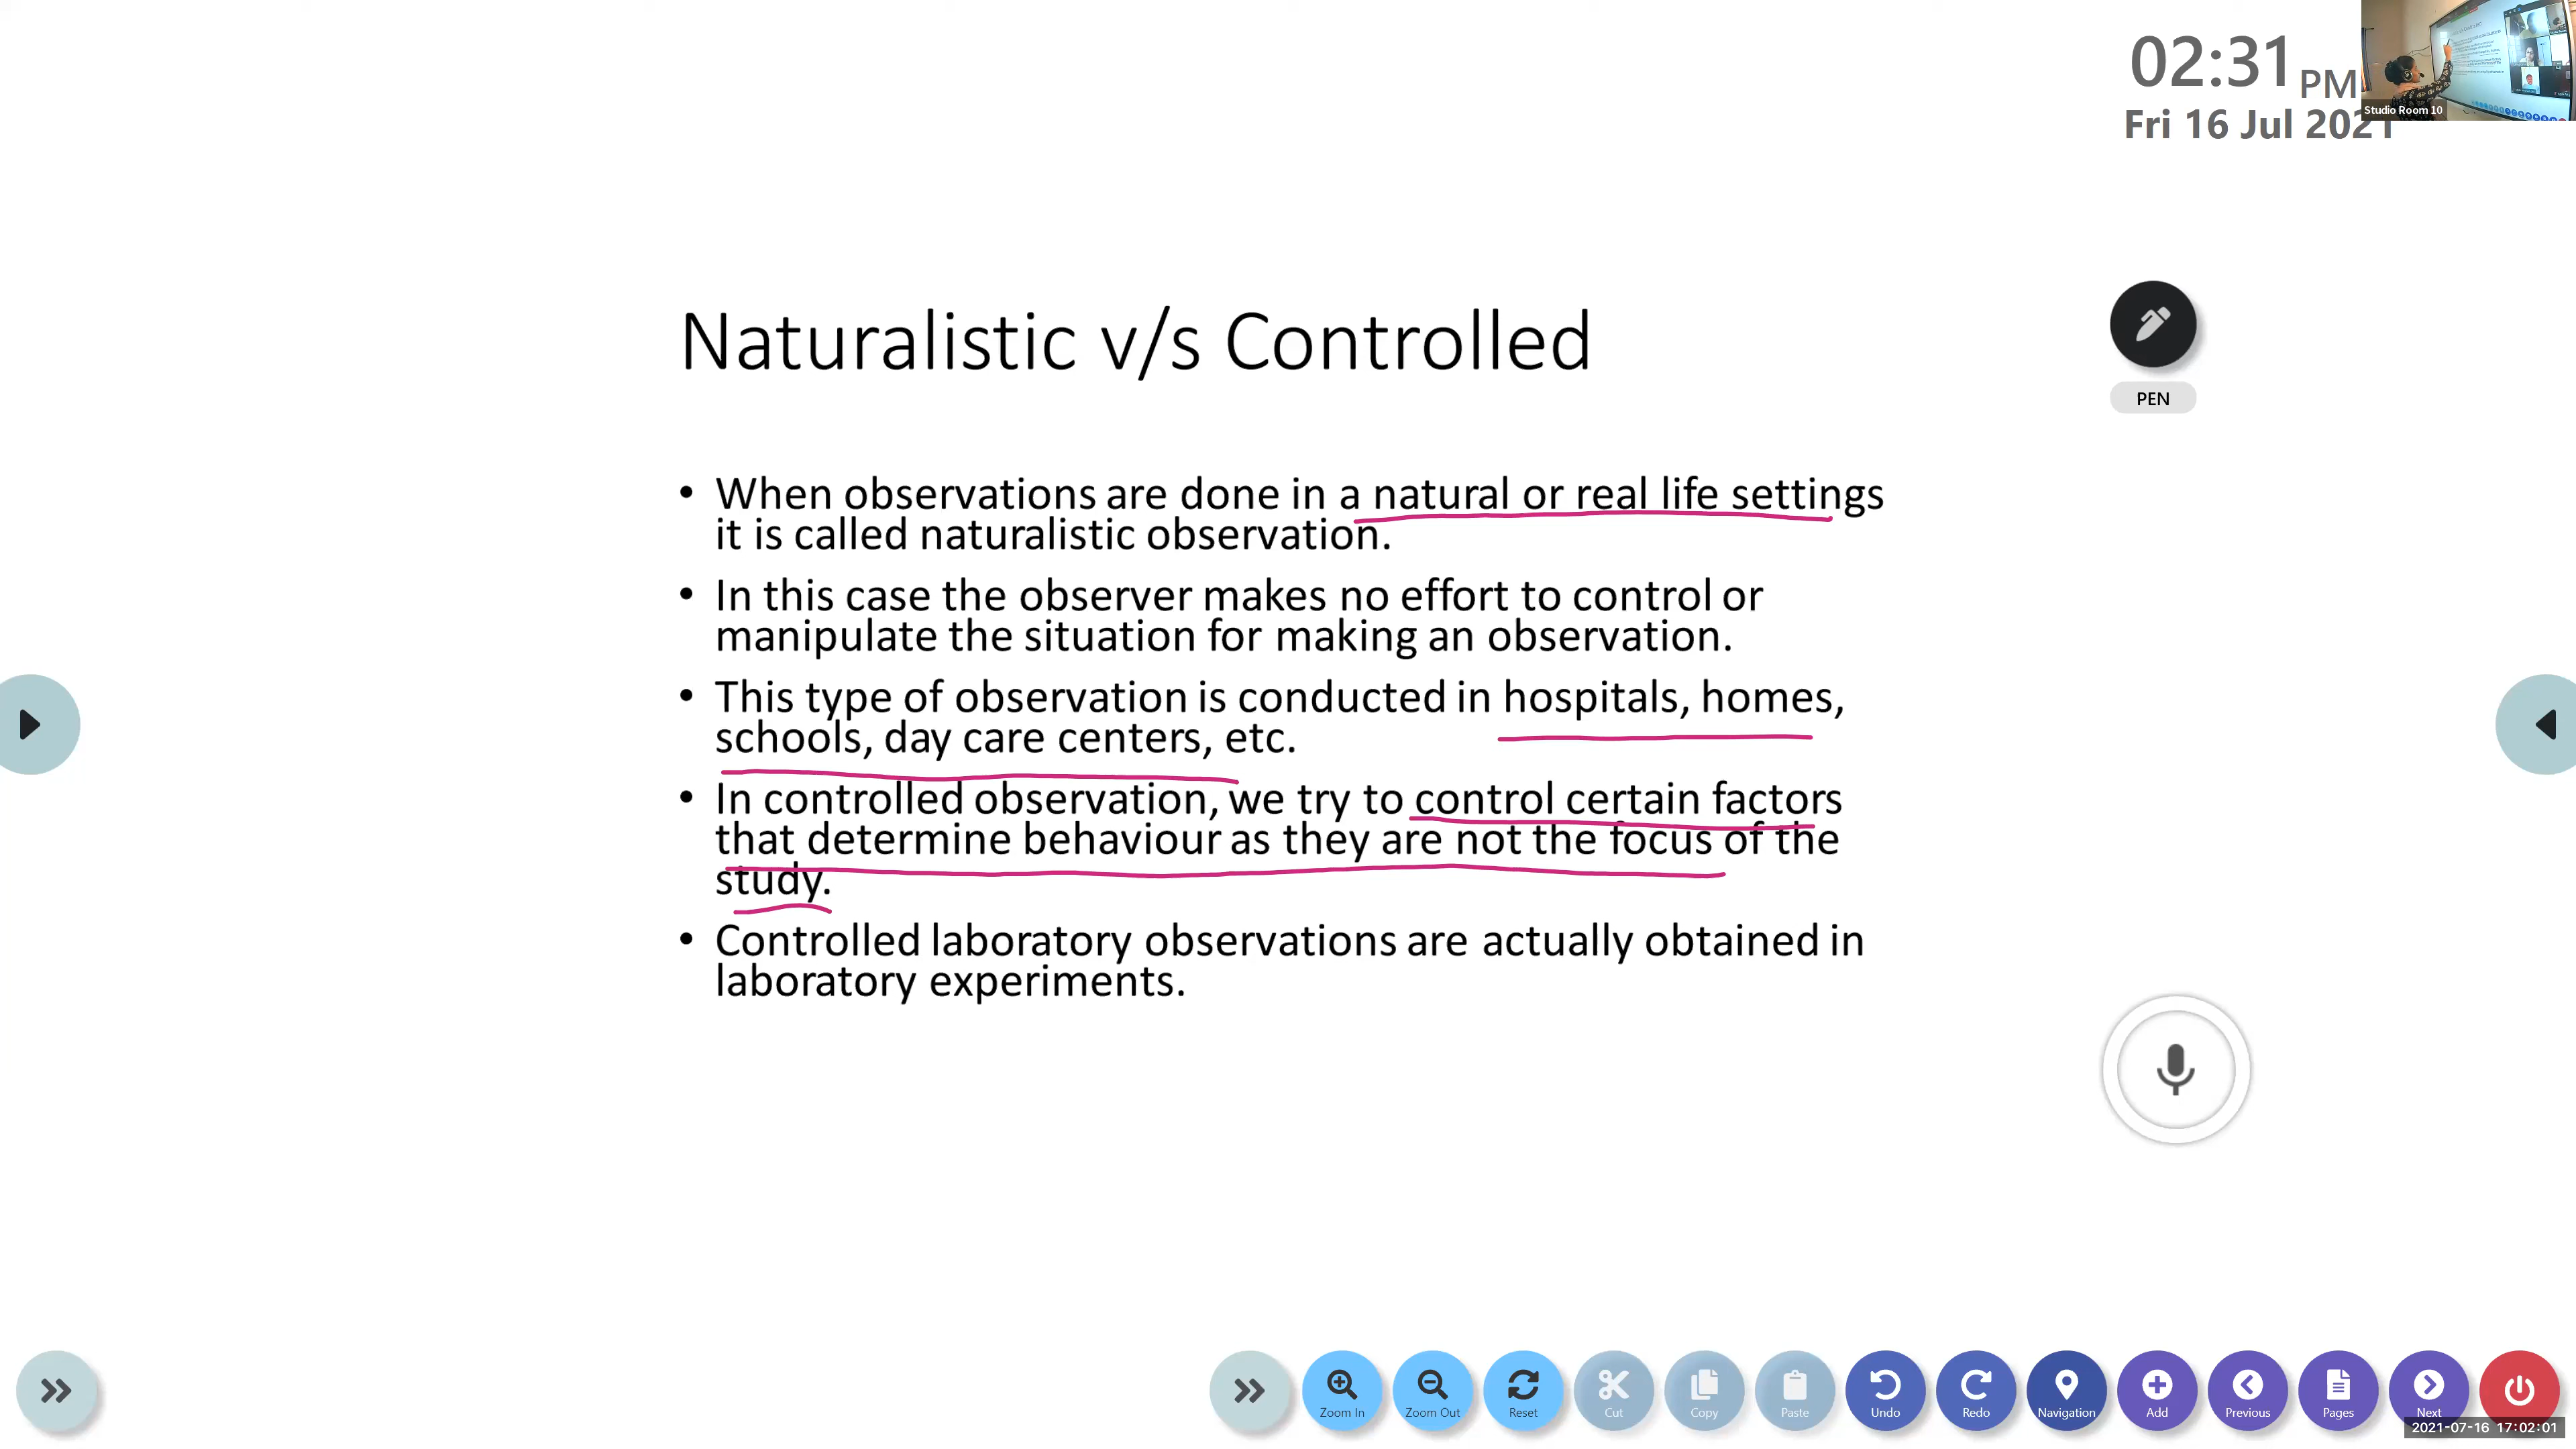 02:31 PM
Fri 16 Jul 2021
Studio Room 10
Naturalistic v/s Controlled
PEN
• When observations are done in a natural or real life settings
it is called naturalistic observation.
• In this case the observer makes no effort to control or
manipulate the situation for making an observation.
• This type of observation is conducted in hospitals, homes,
schools, day care centers, etc.
• In controlled observation, we try to control certain factors
that determine behaviour as they are not the focus of the
study.
• Controlled laboratory observations are actually obtained in
laboratory experiments.
Zoom In Zoom Out Reset Cut Copy Paste Undo Redo Navigation Add Previous Pages Next
2021-07-16 17:02:01